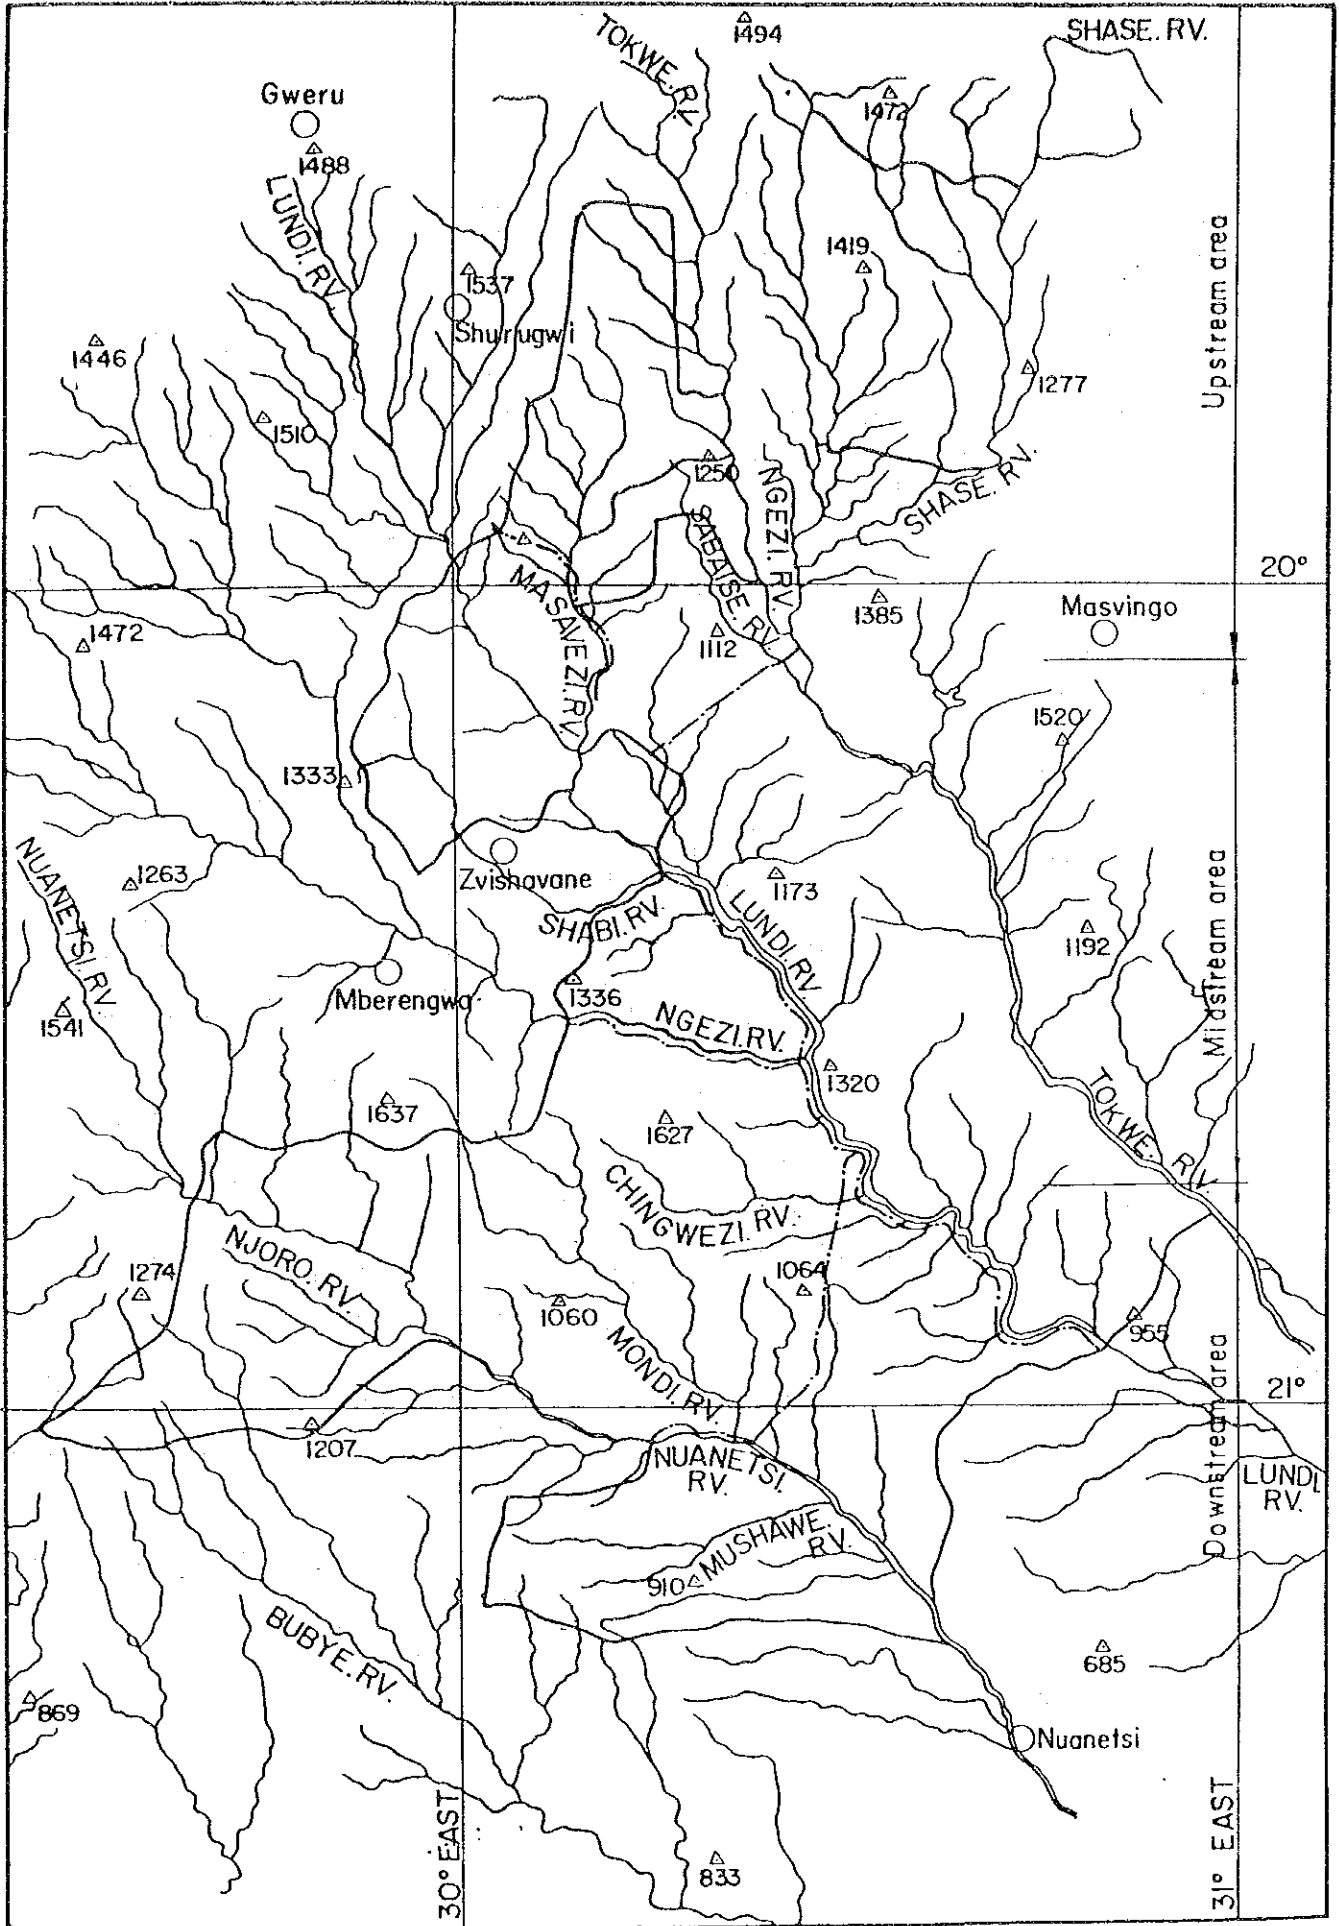 1494
TOKWE. RV.
SHASE. RV.
Gweru
1472
1488
LUNDI. RV.
Upstream area
1419
1537
Shurugwi
1446
1277
1510
1250
NGEZI. RV.
SHASE. RV.
SABAISE. RV.
MASAVEZI. RV.
20°
1385
Masvingo
1472
1112
1520
1333
Midstream area
NUANETSI. RV.
1263
Zvishavane
1173
SHABI. RV.
LUNDI. RV.
1192
Mberengwa
1336
1541
NGEZI. RV.
1320
TOKWE. RV.
1637
1627
CHINGWEZI. RV.
NJORO. RV.
1274
1064
1060
955
MONDI. RV.
Downstream area
21°
1207
NUANETSI.
RV.
LUNDI
RV.
MUSHAWE.
RV.
910
BUBYE. RV.
685
869
Nuanetsi
30° EAST
31° EAST
833